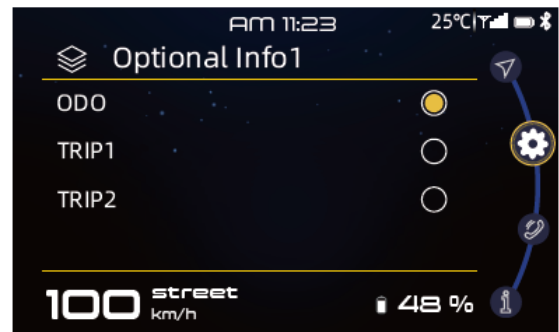 AM 11:23 25℃
Optional Info1
ODO
TRIP1
TRIP2
100 street
km/h
48 %